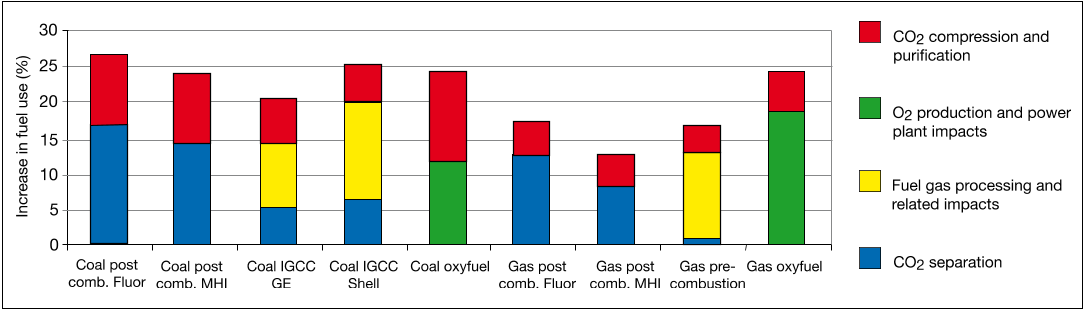 30
25
20
15
10
5
0
Increase in fuel use (%)
Coal post
comb. Fluor
Coal post
comb. MHI
Coal IGCC
GE
Coal IGCC
Shell
Coal oxyfuel
Gas post
comb. Fluor
Gas post
comb. MHI
Gas pre-
combustion
Gas oxyfuel
CO2 compression and
purification
O2 production and power
plant impacts
Fuel gas processing and
related impacts
CO2 separation